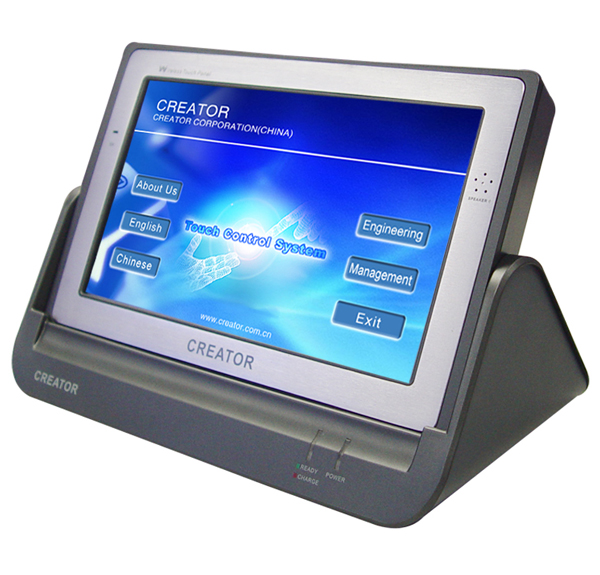 CREATOR
CREATOR CORPORATION(CHINA)
About Us
English
Chinese
Touch Control System
Engineering
Management
Exit
www.creator.com.cn
SPEAKER
CREATOR
CREATOR
READY
CHARGE
POWER